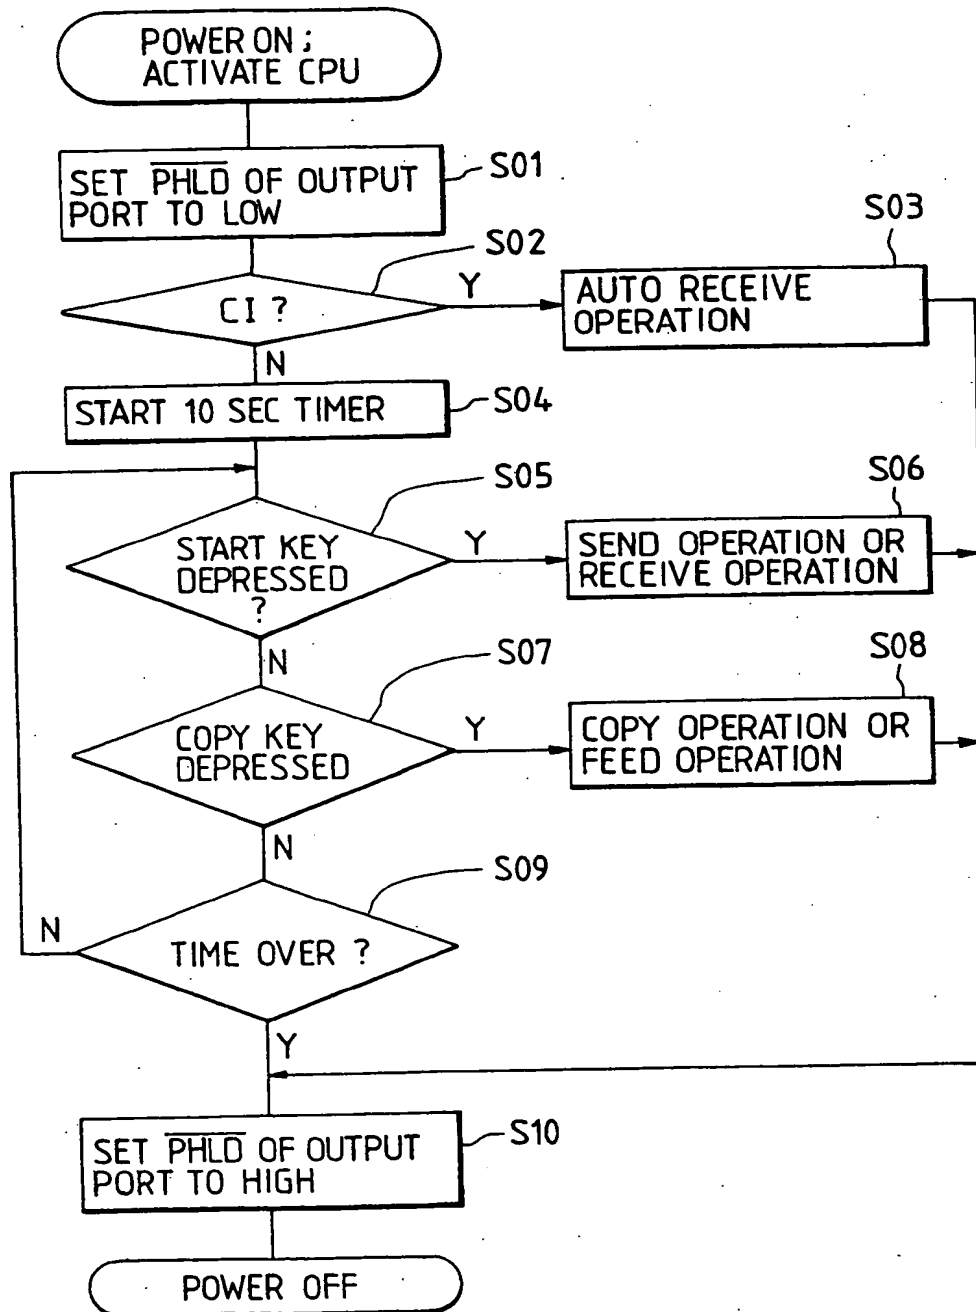 POWER ON ;
ACTIVATE CPU
SET PHLD OF OUTPUT
PORT TO LOW
S01
S02
CI ?
Y
N
S03
AUTO RECEIVE
OPERATION
START 10 SEC TIMER
S04
S05
START KEY
DEPRESSED
?
Y
N
S06
SEND OPERATION OR
RECEIVE OPERATION
S07
COPY KEY
DEPRESSED
Y
N
S08
COPY OPERATION OR
FEED OPERATION
S09
TIME OVER ?
N
Y
SET PHLD OF OUTPUT
PORT TO HIGH
S10
POWER OFF